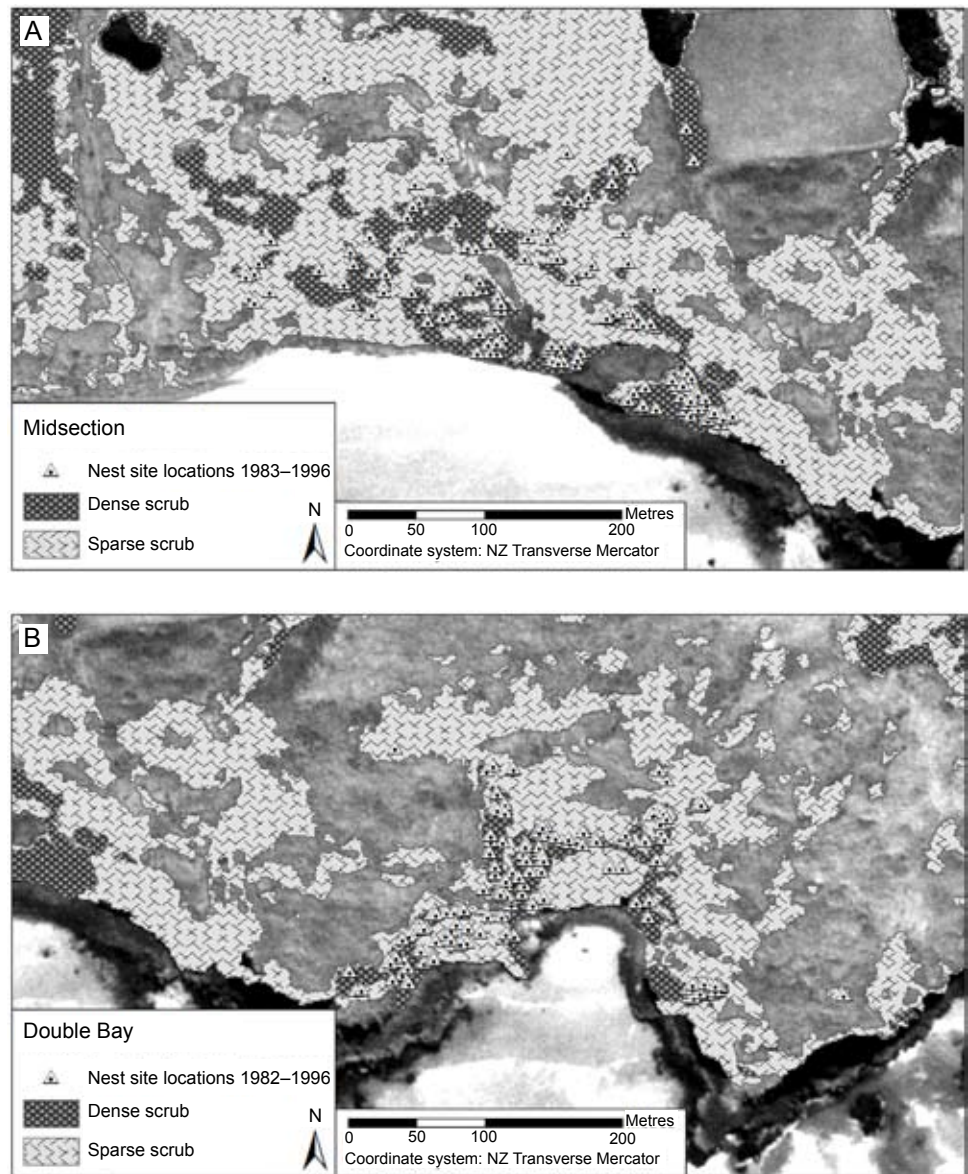 A
Midsection
Nest site locations 1983–1996
Dense scrub
Sparse scrub
N
0 50 100 200 Metres
Coordinate system: NZ Transverse Mercator
B
Double Bay
Nest site locations 1982–1996
Dense scrub
Sparse scrub
N
0 50 100 200 Metres
Coordinate system: NZ Transverse Mercator